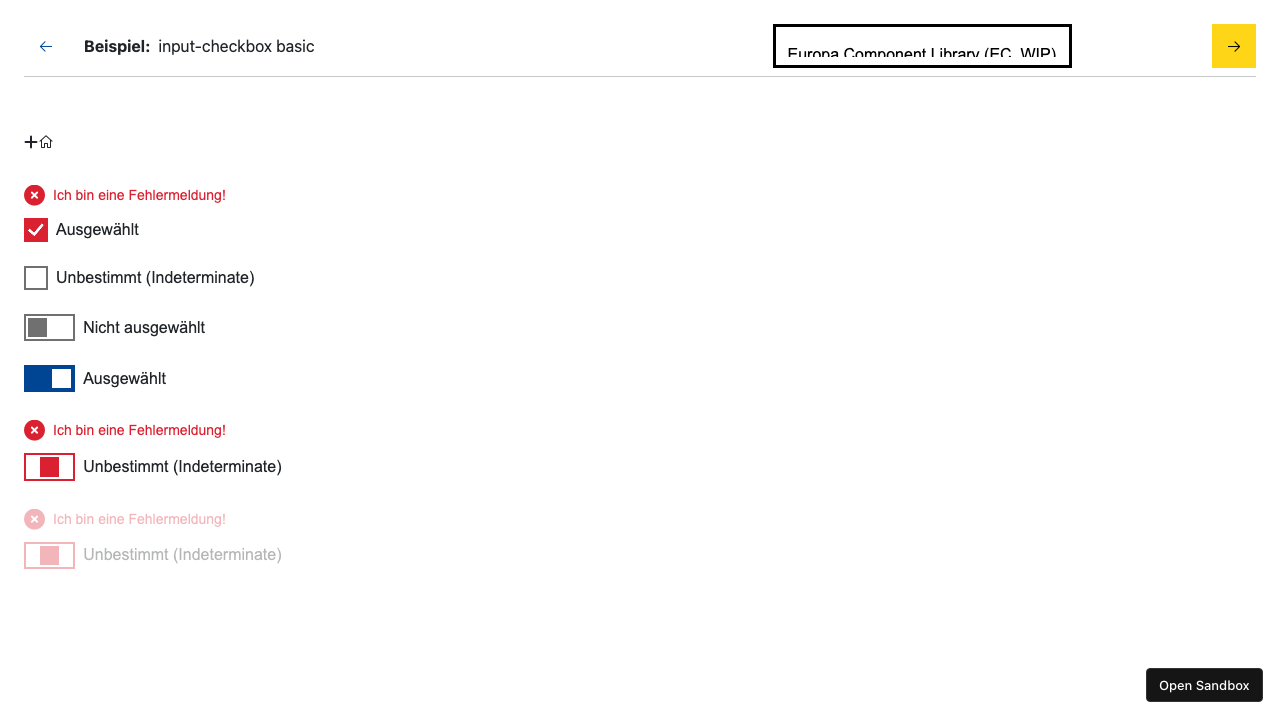 Beispiel: input-checkbox basic
Europa Component Library (EC, WIP)
Ich bin eine Fehlermeldung!
Ausgewählt
Unbestimmt (Indeterminate)
Nicht ausgewählt
Ausgewählt
Ich bin eine Fehlermeldung!
Unbestimmt (Indeterminate)
Ich bin eine Fehlermeldung!
Unbestimmt (Indeterminate)
Open Sandbox